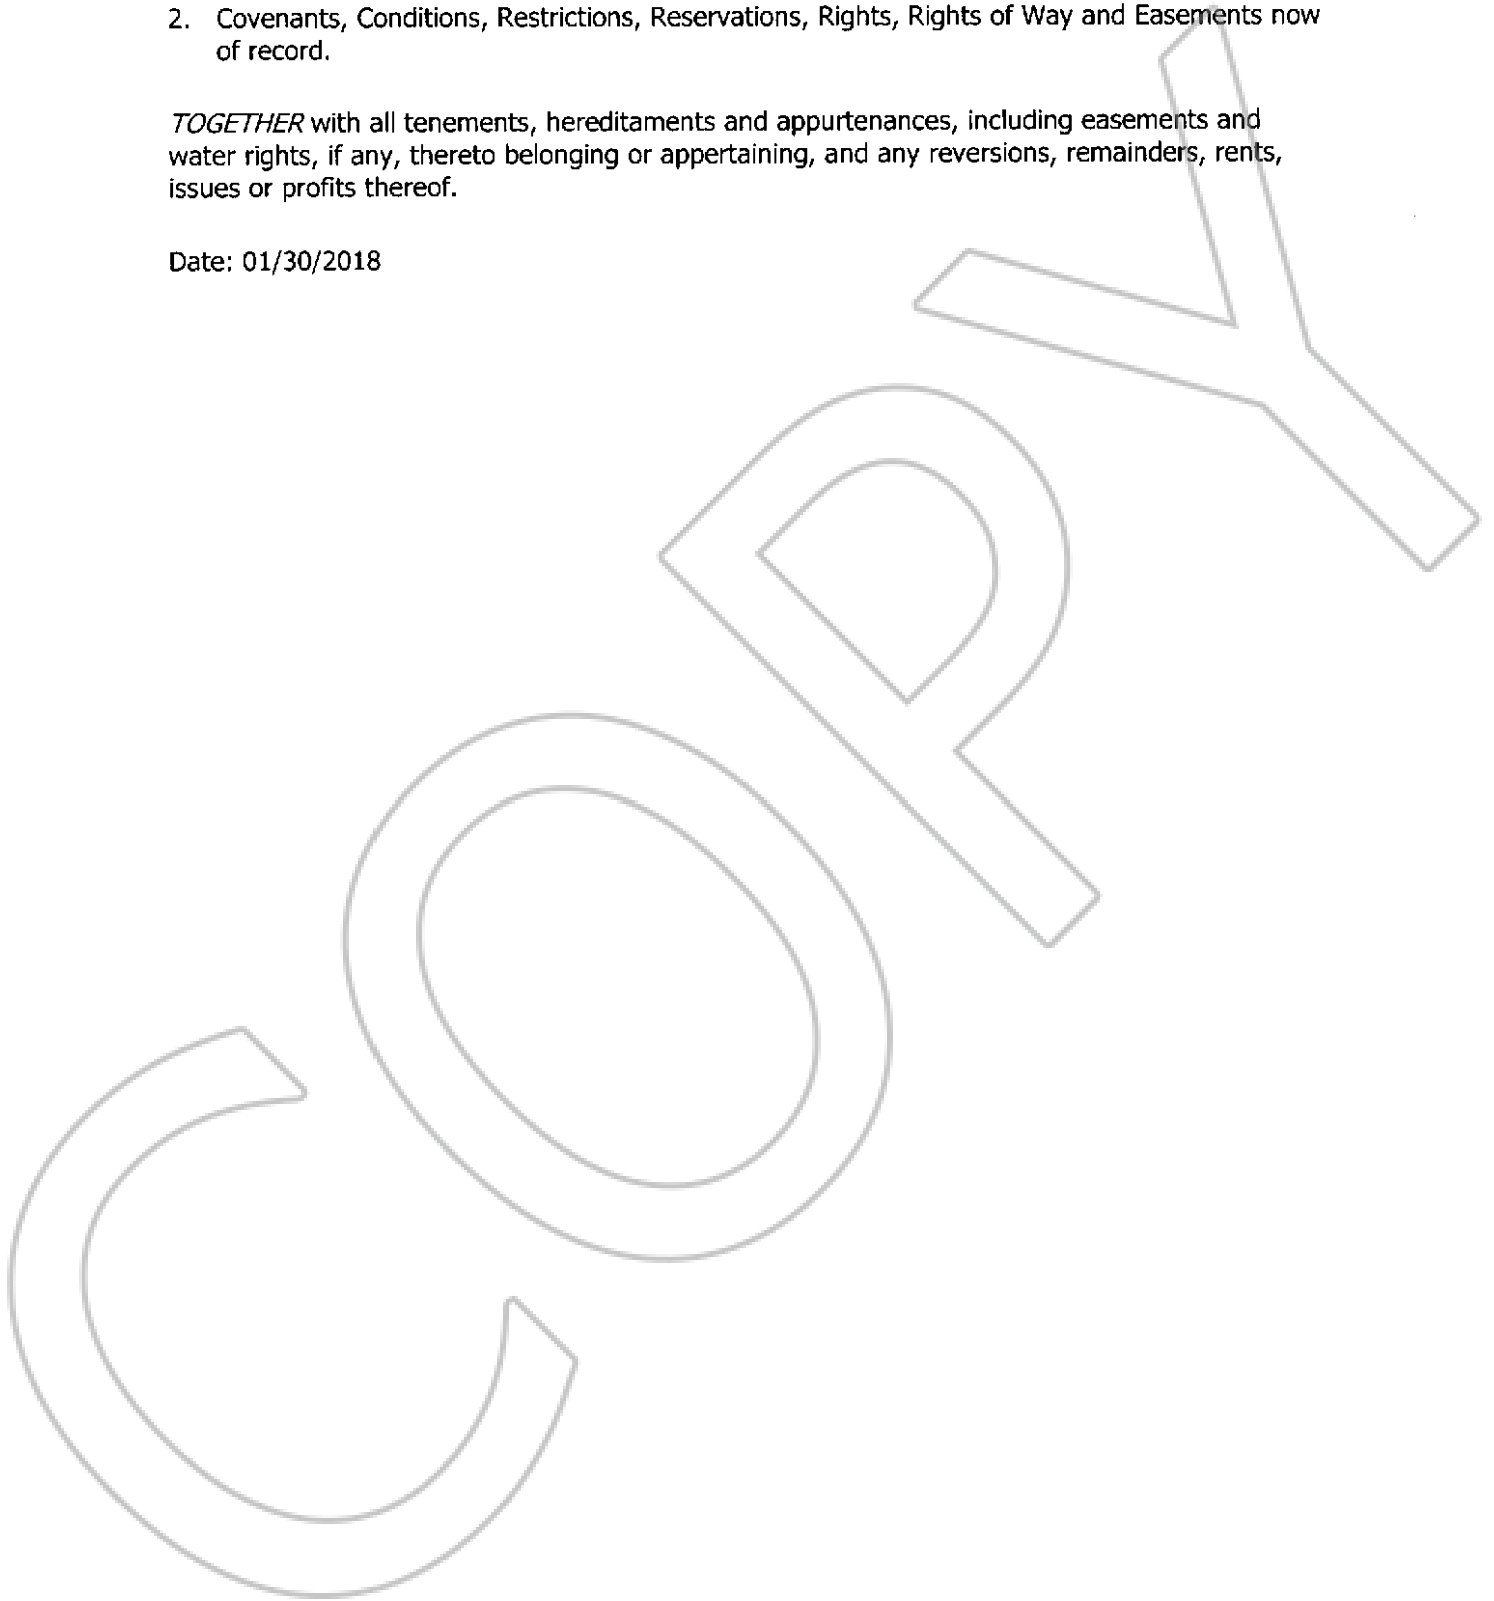 2. Covenants, Conditions, Restrictions, Reservations, Rights, Rights of Way and Easements now
of record.
TOGETHER with all tenements, hereditaments and appurtenances, including easements and
water rights, if any, thereto belonging or appertaining, and any reversions, remainders, rents,
issues or profits thereof.
Date: 01/30/2018
COPY